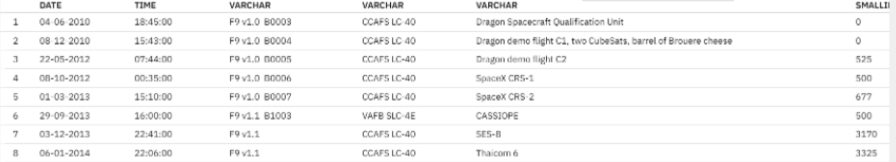 DATE TIME VARCHAR VARCHAR VARCHAR SMALLI
1 04-06-2010 18:45:00 F9 v1.0 B0003 CCAFS LC-40 Dragon Spacecraft Qualification Unit 0
2 08-12-2010 15:43:00 F9 v1.0 B0004 CCAFS LC-40 Dragon demo flight C1, two CubeSats, barrel of Brouere cheese 0
3 22-05-2012 07:44:00 F9 v1.0 B0005 CCAFS LC-40 Dragon demo flight C2 525
4 08-10-2012 00:35:00 F9 v1.0 B0006 CCAFS LC-40 SpaceX CRS-1 500
5 01-03-2013 15:10:00 F9 v1.0 B0007 CCAFS LC-40 SpaceX CRS-2 677
6 29-09-2013 16:00:00 F9 v1.1 B1003 VAFB SLC-4E CASSIOPE 500
7 03-12-2013 22:41:00 F9 v1.1 CCAFS LC-40 SES-8 3170
8 06-01-2014 22:06:00 F9 v1.1 CCAFS LC-40 Thaicom 6 3325